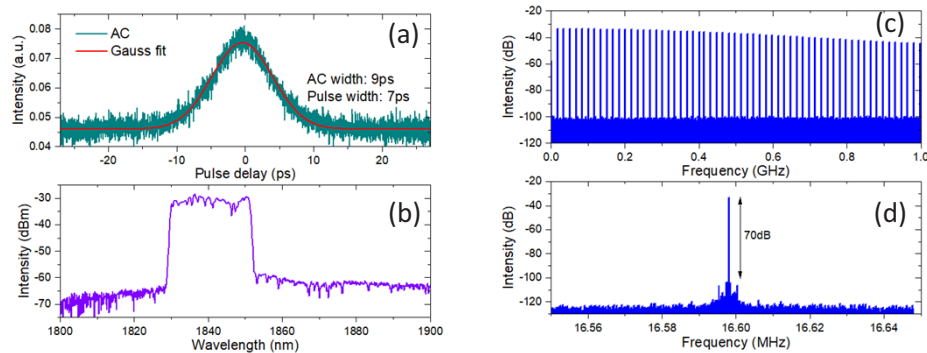 (a)
AC
Gauss fit
AC width: 9ps
Pulse width: 7ps
Intensity (a.u.)
0.08
0.07
0.05
0.04
-20
-10
0
10
20
Pulse delay (ps)
(b)
Intensity (dBm)
-30
-40
-60
-70
1800
1820
1840
1860
1880
1900
Wavelength (nm)
(c)
Intensity (dB)
-20
-40
-60
-80
-100
-120
0.0
0.2
0.4
0.6
0.8
1.0
Frequency (GHz)
(d)
70dB
Intensity (dB)
-20
-40
-60
-80
-100
-120
16.56
16.58
16.60
16.62
16.64
Frequency (MHz)